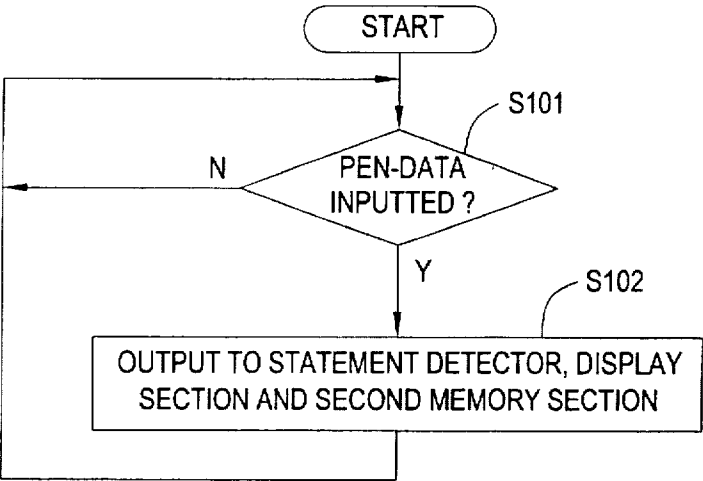 START
S101
N
PEN-DATA
INPUTTED ?
Y
S102
OUTPUT TO STATEMENT DETECTOR, DISPLAY
SECTION AND SECOND MEMORY SECTION